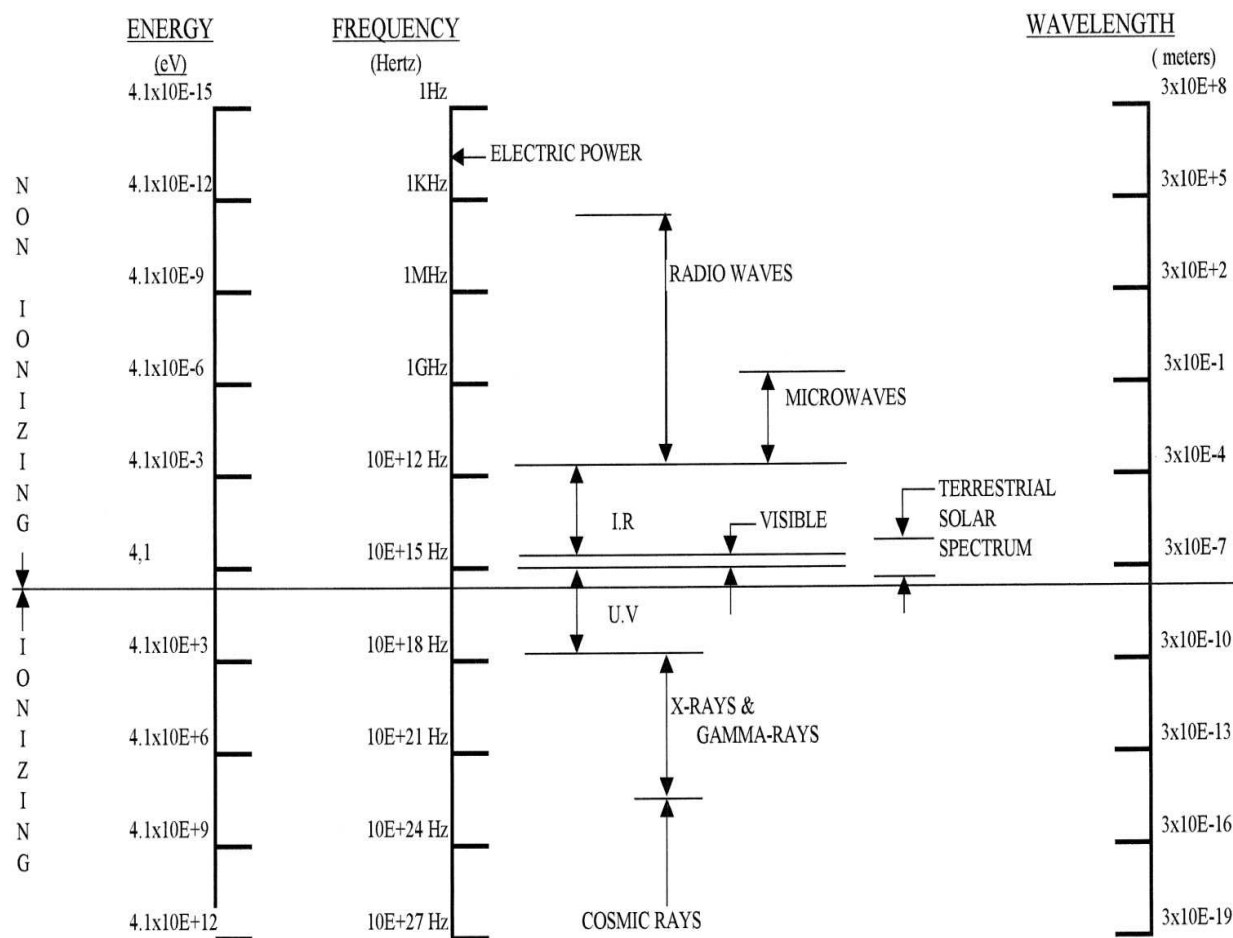 ENERGY
(eV)
4.1x10E-15
4.1x10E-12
4.1x10E-9
4.1x10E-6
4.1x10E-3
4,1
4.1x10E+3
4.1x10E+6
4.1x10E+9
4.1x10E+12
NON IONIZING
IONIZING
FREQUENCY
(Hertz)
1Hz
1KHz
1MHz
1GHz
10E+12 Hz
10E+15 Hz
10E+18 Hz
10E+21 Hz
10E+24 Hz
10E+27 Hz
ELECTRIC POWER
RADIO WAVES
MICROWAVES
I.R
VISIBLE
TERRESTRIAL
SOLAR
SPECTRUM
U.V
X-RAYS &
GAMMA-RAYS
COSMIC RAYS
WAVELENGTH
( meters)
3x10E+8
3x10E+5
3x10E+2
3x10E-1
3x10E-4
3x10E-7
3x10E-10
3x10E-13
3x10E-16
3x10E-19